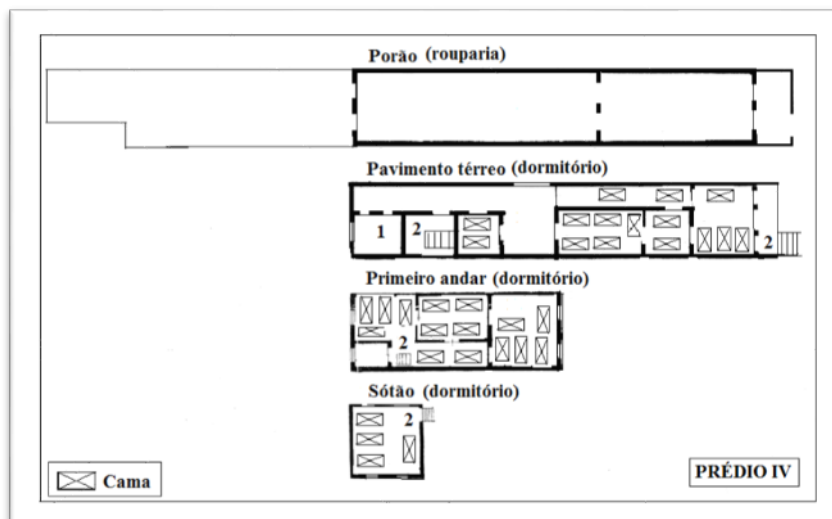 Porão (rouparia)
Pavimento térreo (dormitório)
1
2
2
Primeiro andar (dormitório)
2
Sótão (dormitório)
2
Cama
PRÉDIO IV